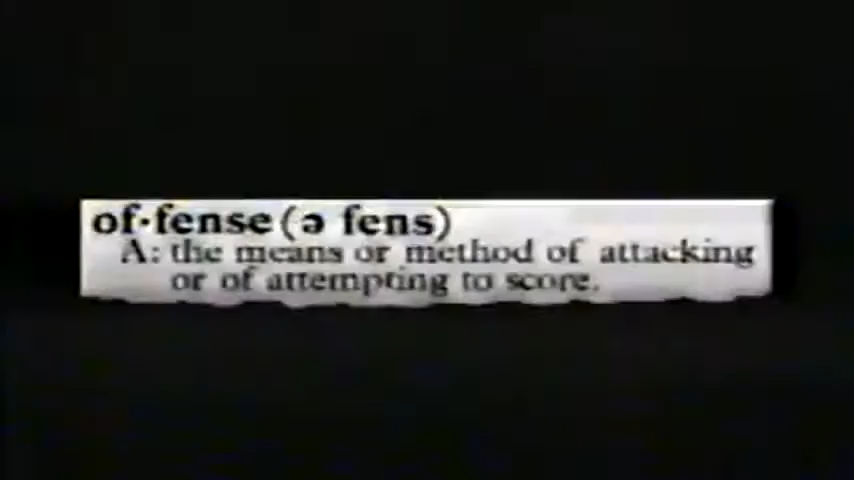 of·fense (ə fens)
A: the means or method of attacking
or of attempting to score.